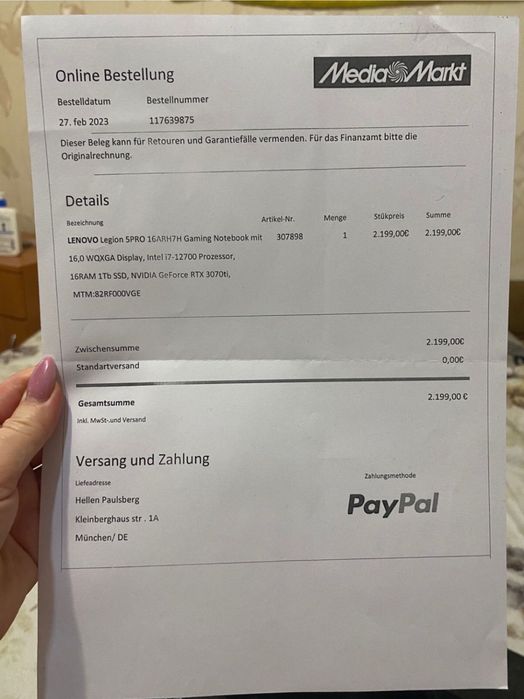 Online Bestellung
MediaMarkt
Bestelldatum Bestellnummer
27. feb 2023 117639875
Dieser Beleg kann für Retouren und Garantiefälle vermenden. Für das Finanzamt bitte die
Originalrechnung.
Details
Bezeichnung Artikel-Nr. Menge Stükpreis Summe
LENOVO Legion 5PRO 16ARH7H Gaming Notebook mit 307898 1 2.199,00€ 2.199,00€
16,0 WQXGA Display, Intel i7-12700 Prozessor,
16RAM 1Tb SSD, NVIDIA GeForce RTX 3070ti,
MTM:82RF000VGE
Zwischensumme 2.199,00€
Standartversand 0,00€
Gesamtsumme 2.199,00 €
Inkl. MwSt-.und Versand
Versang und Zahlung
Liefeadresse Zahlungsmethode
Hellen Paulsberg PayPal
Kleinberghaus str . 1A
München/ DE